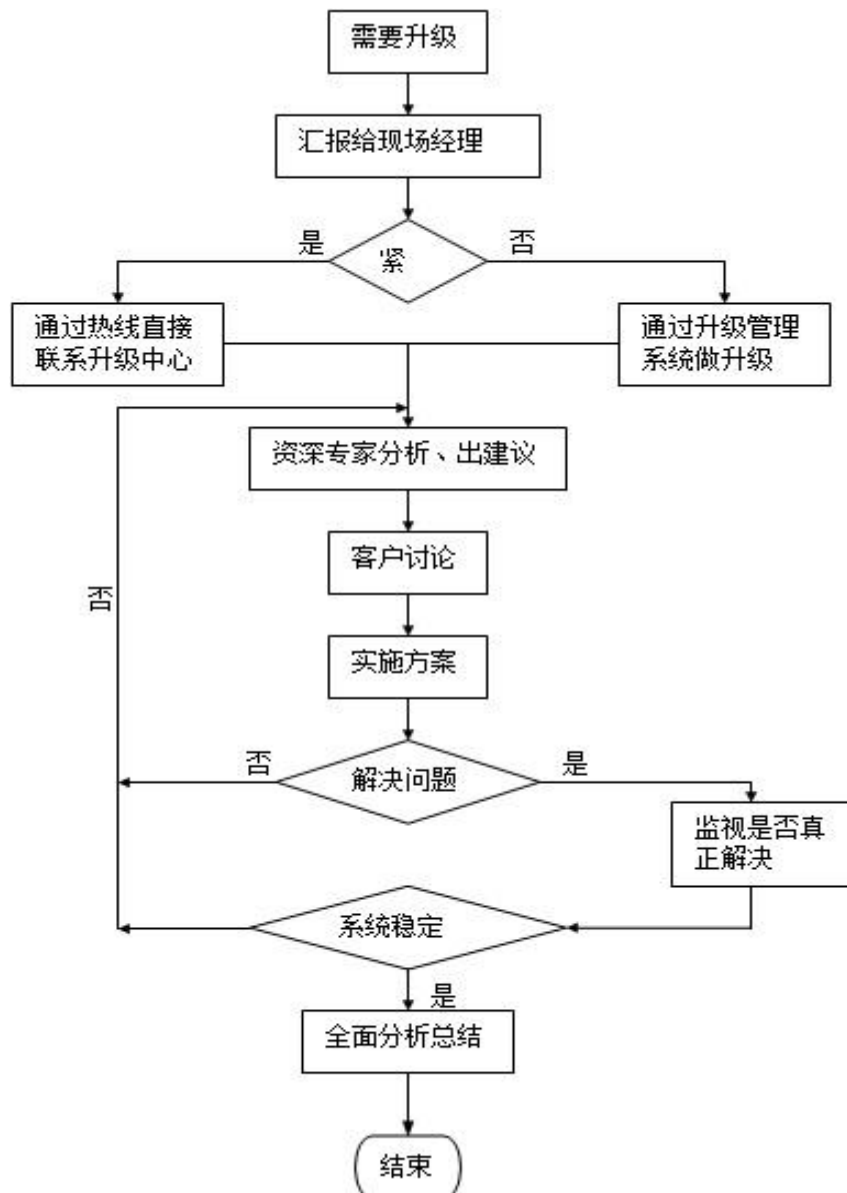 需要升级
汇报给现场经理
是
紧
否
通过热线直接
联系升级中心
通过升级管理
系统做升级
资深专家分析、出建议
客户讨论
否
实施方案
否
解决问题
是
监视是否真
正解决
系统稳定
是
全面分析总结
结束